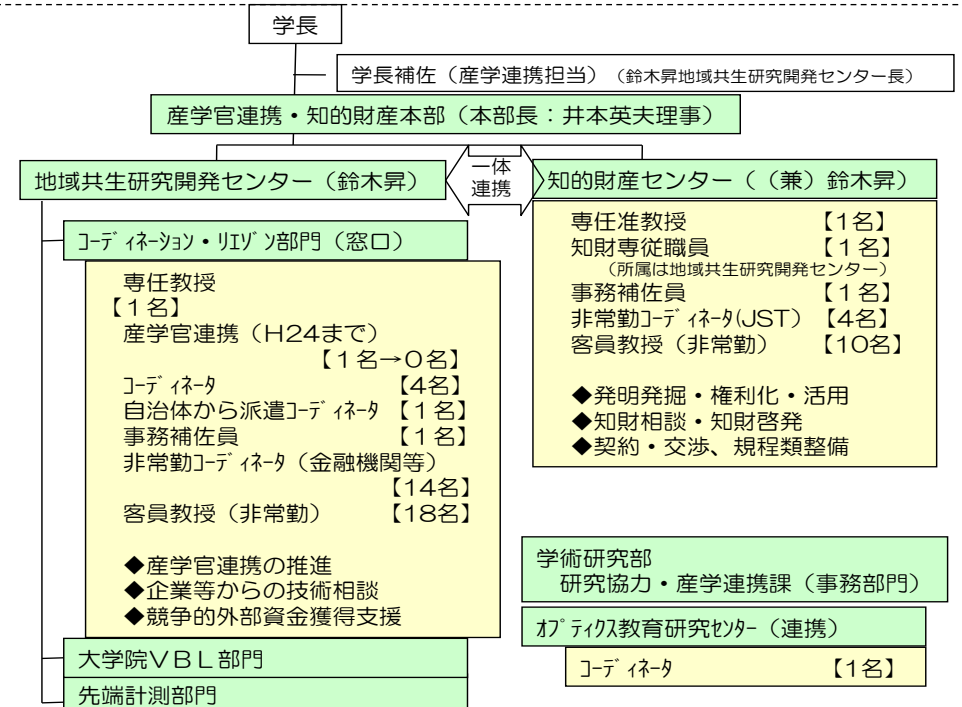 学長
学長補佐（産学連携担当）（鈴木昇地域共生研究開発センター長）
産学官連携・知的財産本部（本部長：井本英夫理事）
地域共生研究開発センター（鈴木昇）
一体
連携
知的財産センター（（兼）鈴木昇）
ｺｰﾃﾞｨﾈｰｼｮﾝ・ﾘｴｿﾞﾝ部門（窓口）
専任教授
【１名】
産学官連携（H24まで）
【１名→０名】
ｺｰﾃﾞｨﾈｰﾀ 【4名】
自治体から派遣ｺｰﾃﾞｨﾈｰﾀ 【１名】
事務補佐員 【１名】
非常勤ｺｰﾃﾞｨﾈｰﾀ（金融機関等）
【14名】
客員教授（非常勤） 【18名】
◆産学官連携の推進
◆企業等からの技術相談
◆競争的外部資金獲得支援
大学院ＶＢＬ部門
先端計測部門
専任准教授 【1名】
知財専従職員 【１名】
（所属は地域共生研究開発センター）
事務補佐員 【１名】
非常勤ｺｰﾃﾞｨﾈｰﾀ(JST) 【4名】
客員教授（非常勤） 【10名】
◆発明発掘・権利化・活用
◆知財相談・知財啓発
◆契約・交渉、規程類整備
学術研究部
研究協力・産学連携課（事務部門）
ｵﾌﾟﾃｨｸｽ教育研究ｾﾝﾀｰ（連携）
ｺｰﾃﾞｨﾈｰﾀ 【１名】